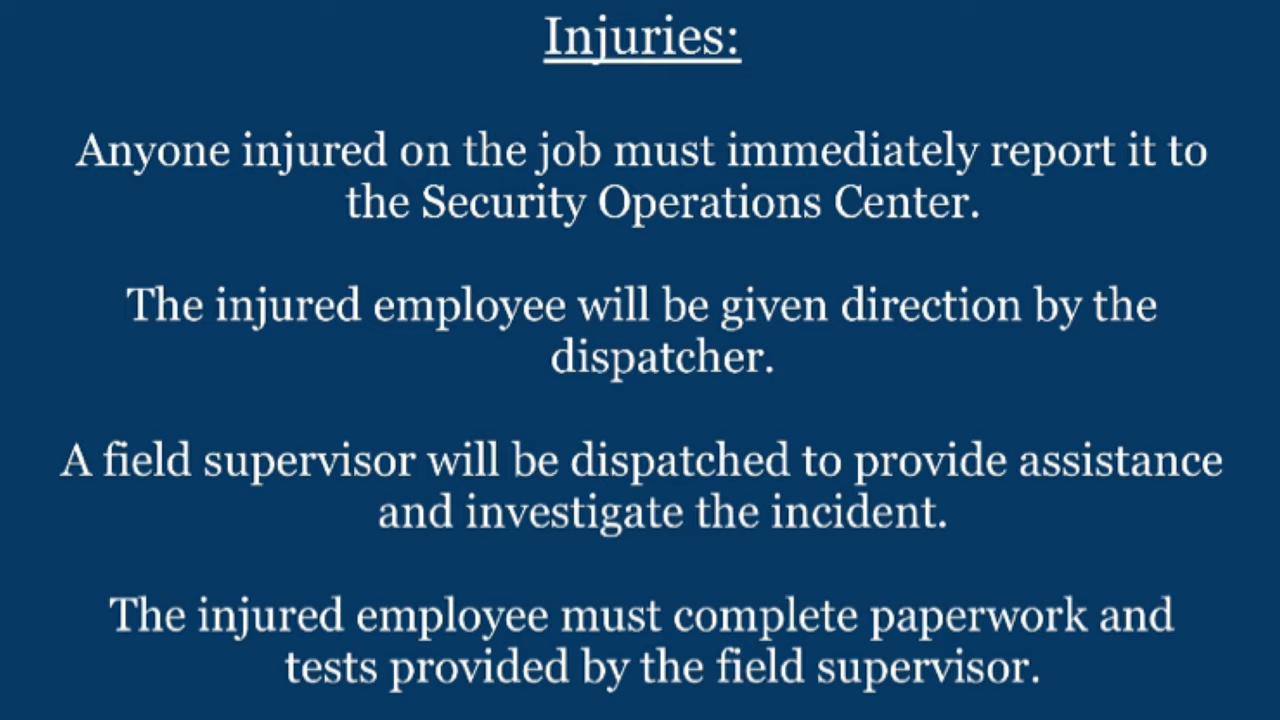 Injuries:
Anyone injured on the job must immediately report it to
the Security Operations Center.
The injured employee will be given direction by the
dispatcher.
A field supervisor will be dispatched to provide assistance
and investigate the incident.
The injured employee must complete paperwork and
tests provided by the field supervisor.